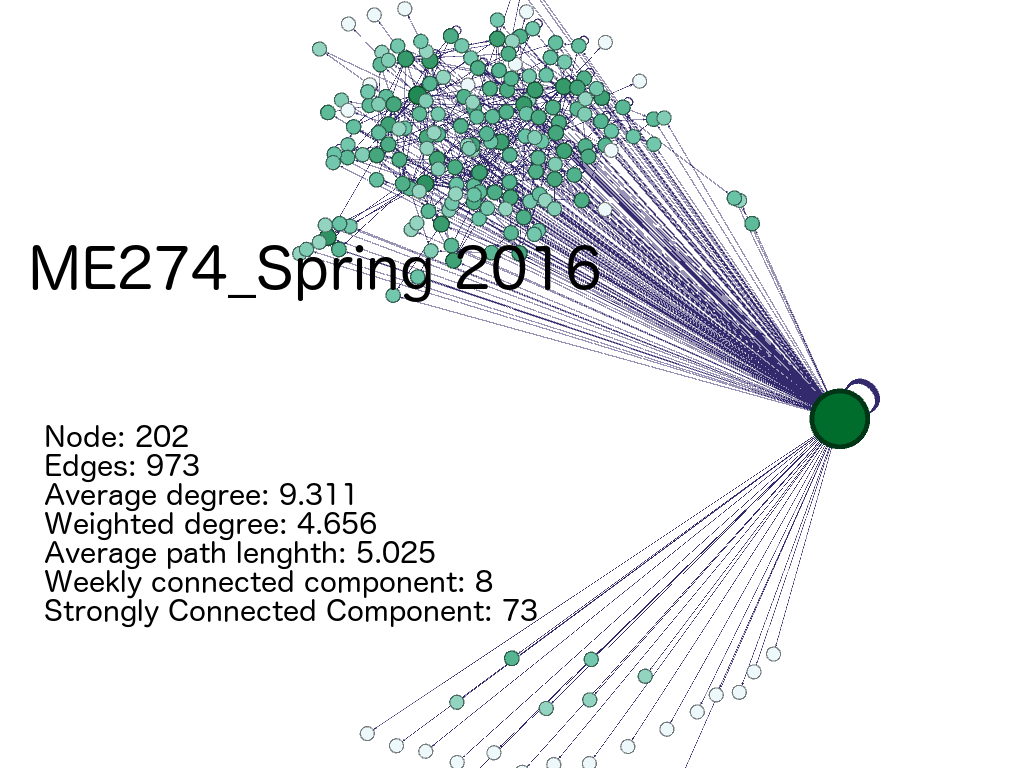 ME274_Spring 2016
Node: 202
Edges: 973
Average degree: 9.311
Weighted degree: 4.656
Average path lenghth: 5.025
Weekly connected component: 8
Strongly Connected Component: 73